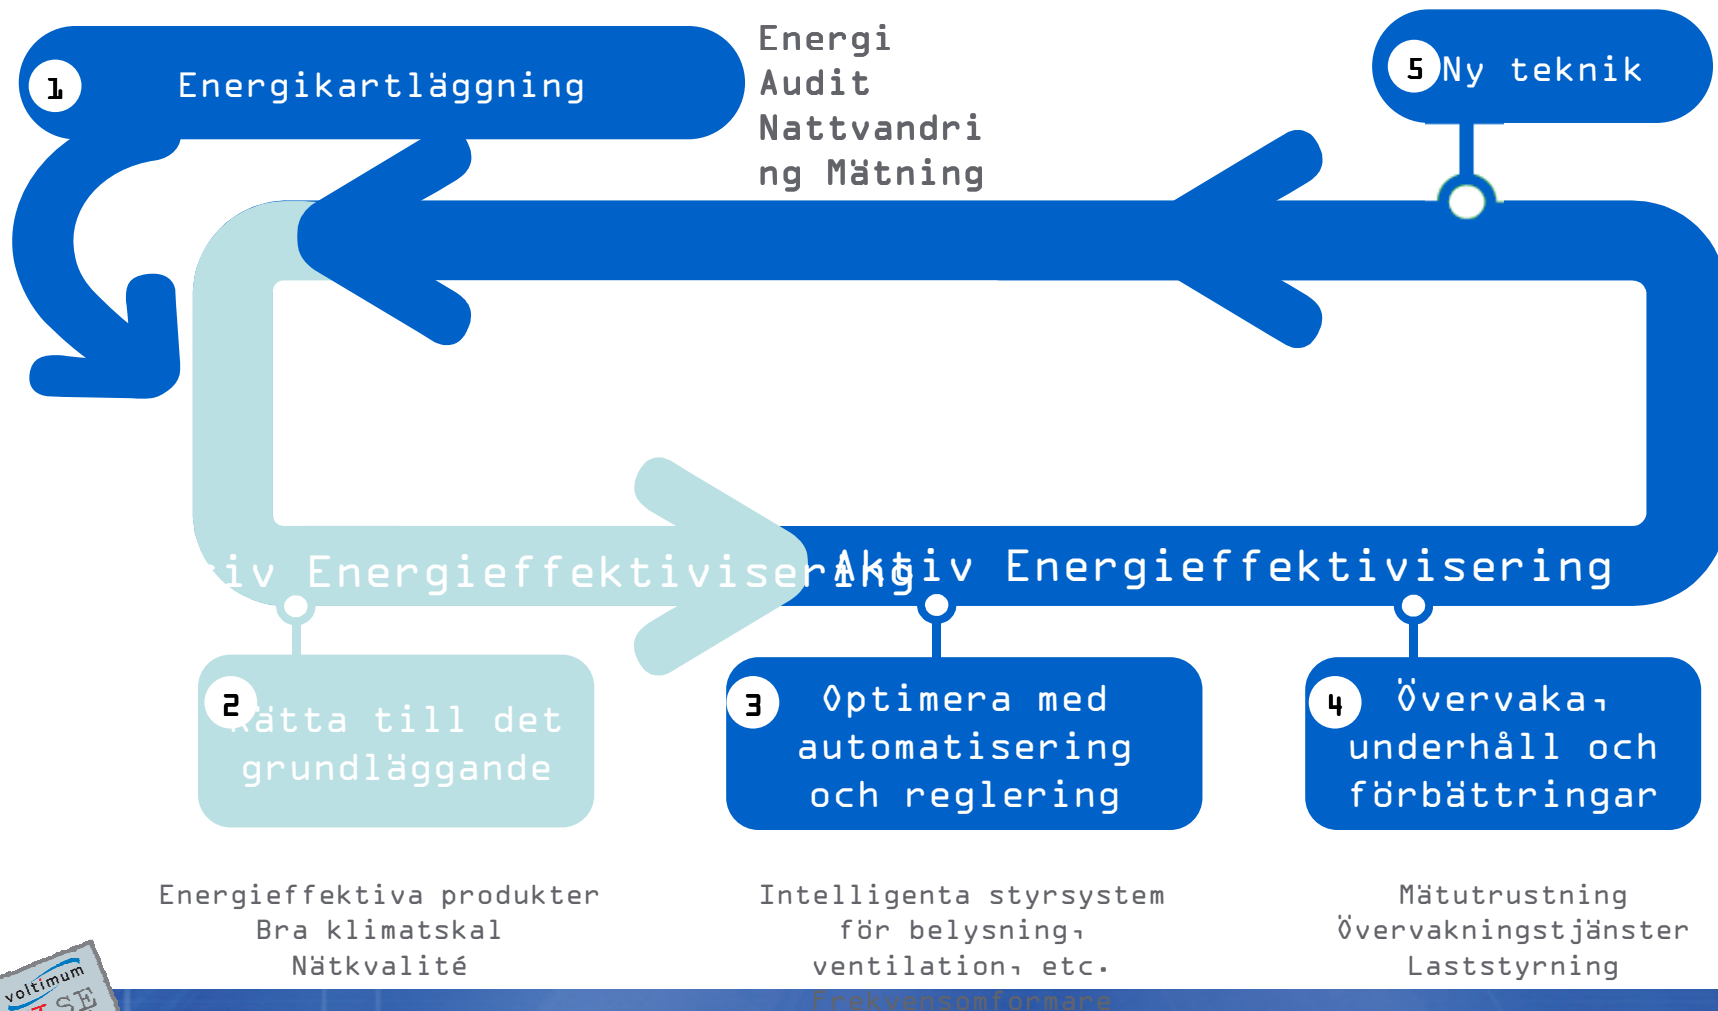 1
Energikartläggning
Energi
Audit
Nattvandri
ng Mätning
5
Ny teknik
iv Energieffektivisering
Aktiv Energieffektivisering
2
Rätta till det
grundläggande
3
Optimera med
automatisering
och reglering
4
Övervaka,
underhåll och
förbättringar
Energieffektiva produkter
Bra klimatskal
Nätkvalité
Intelligenta styrsystem
för belysning,
ventilation, etc.
Frekvensomformare
Mätutrustning
Övervakningstjänster
Laststyrning
voltimum
SE